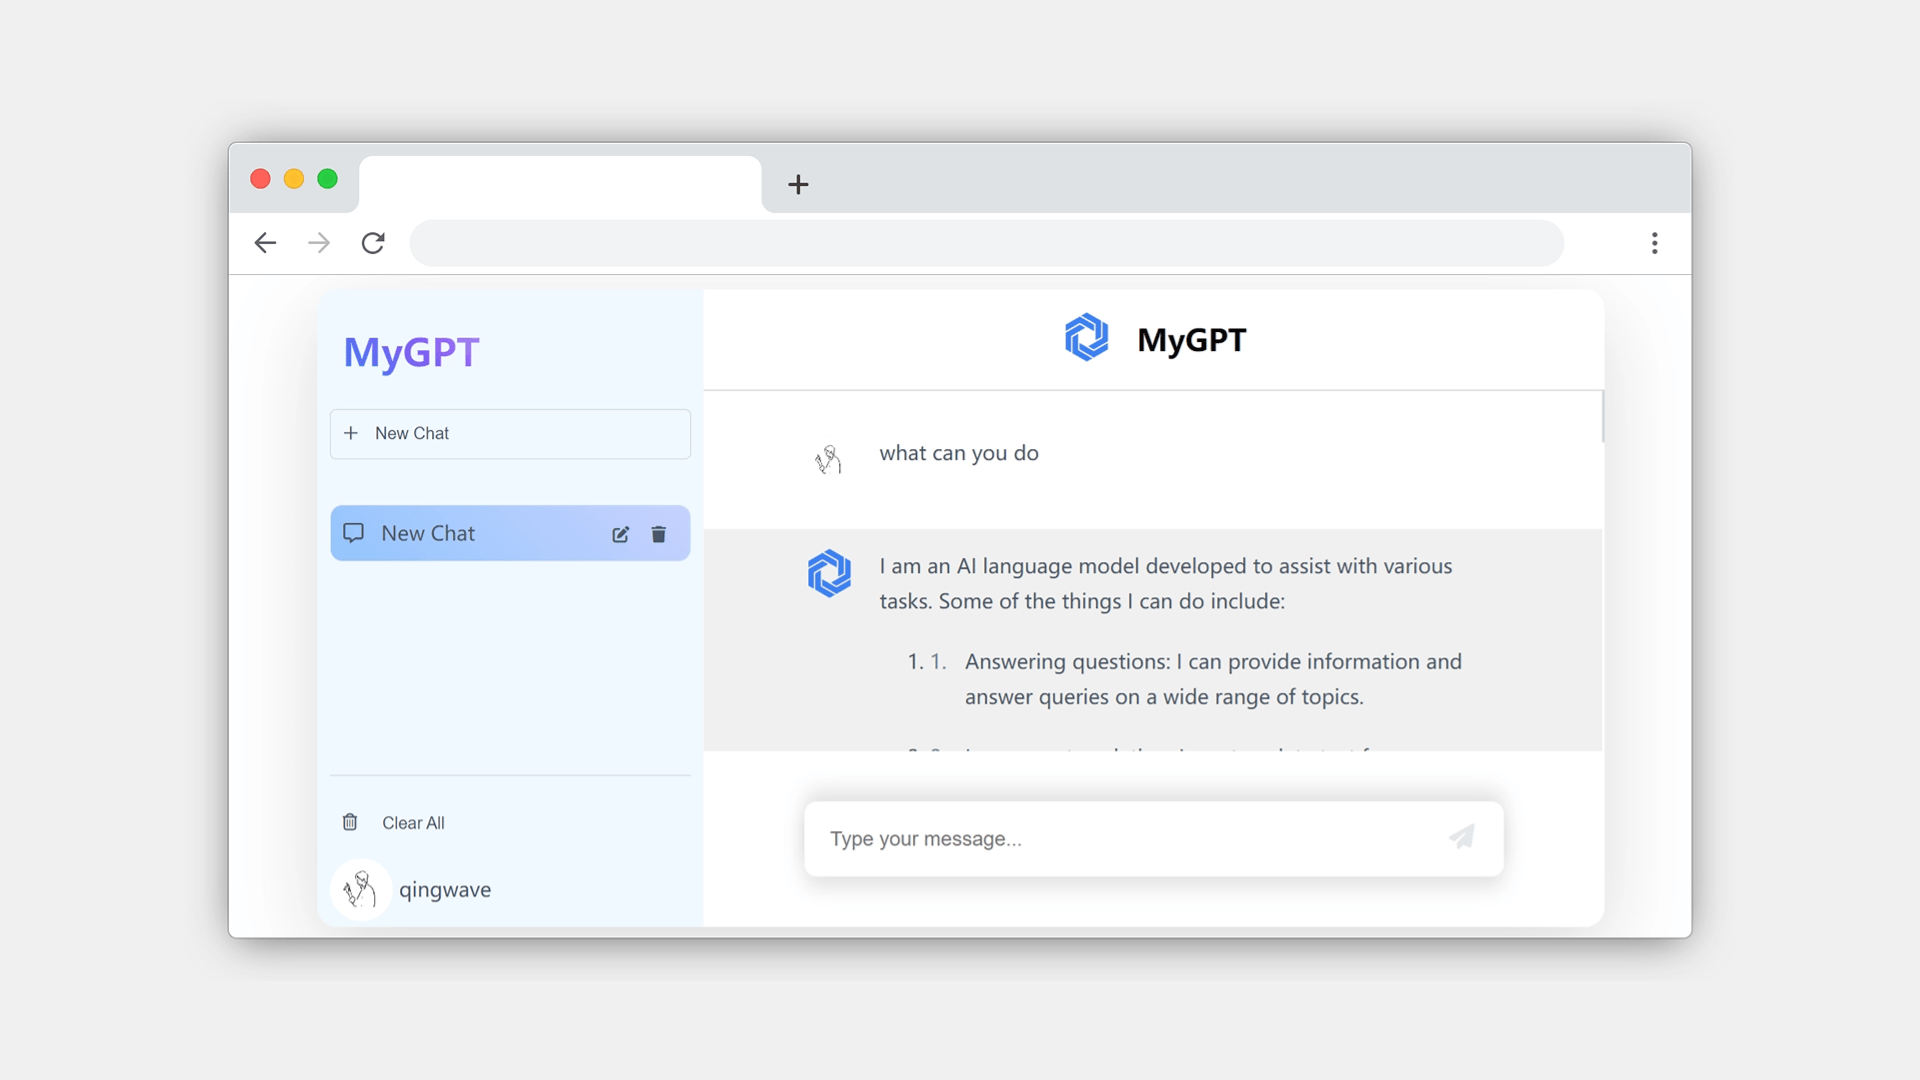 MyGPT
New Chat
New Chat
Clear All
qingwave
MyGPT
what can you do
I am an AI language model developed to assist with various
tasks. Some of the things I can do include:
1. 1. Answering questions: I can provide information and
answer queries on a wide range of topics.
Type your message...